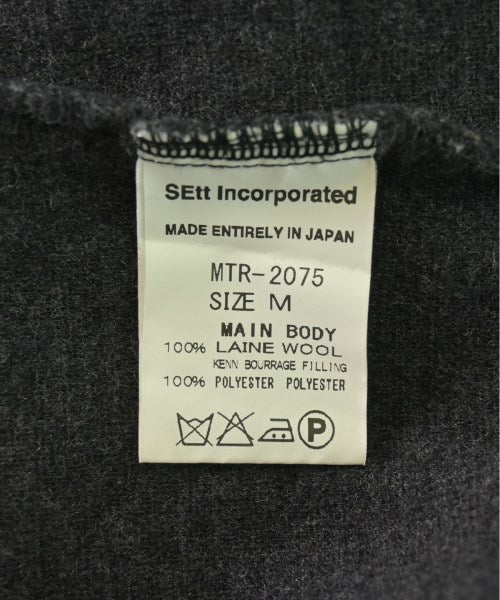 SEtt Incorporated
MADE ENTIRELY IN JAPAN
MTR-2075
SIZE M
MAIN BODY
100% LAINE WOOL
KENN BOURRAGE FILLING
100% POLYESTER POLYESTER
P